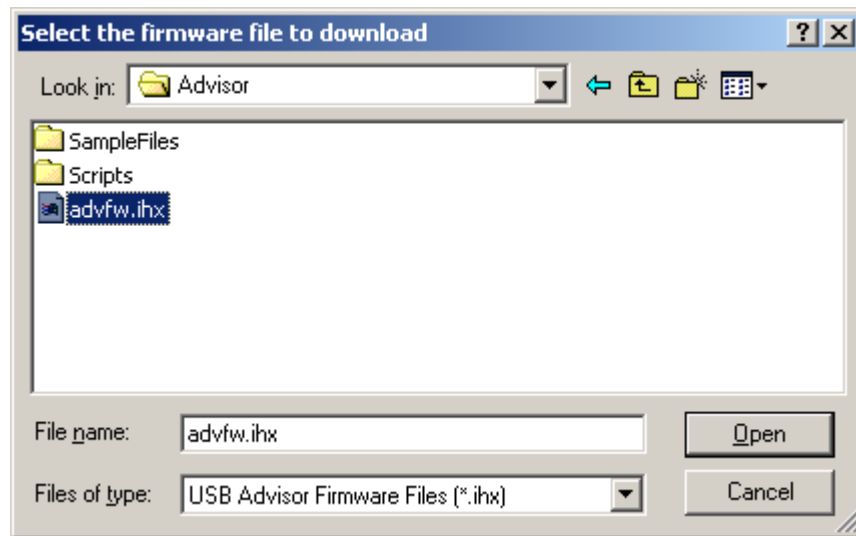 Select the firmware file to download
Look in: Advisor
SampleFiles
Scripts
advfw.ihx
File name: advfw.ihx Open
Files of type: USB Advisor Firmware Files (*.ihx) Cancel